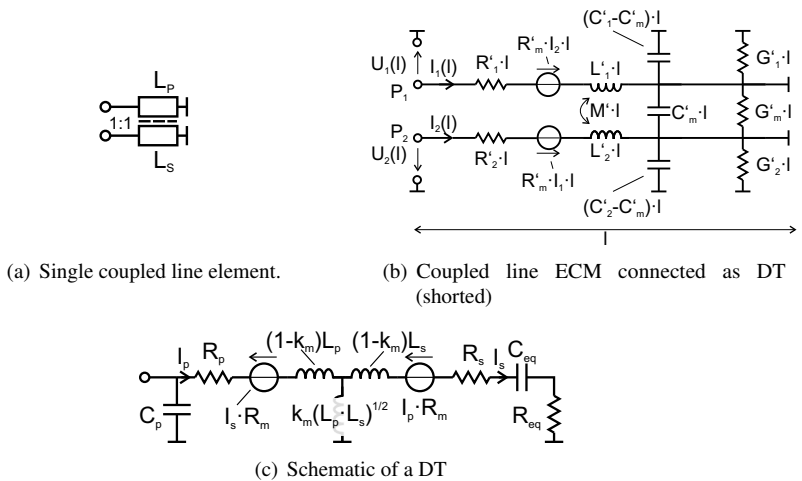 L_P
1:1
L_S
(a) Single coupled line element.
(C'_1-C'_m)·l
R'_m·I_2·l
U_1(l)
I_1(l)
R'_1·l
L'_1·l
G'_1·l
P_1
M'·l
C'_m·l
G'_m·l
P_2
I_2(l)
U_2(l)
R'_2·l
L'_2·l
G'_2·l
R'_m·I_1·l
(C'_2-C'_m)·l
l
(b) Coupled line ECM connected as DT
(shorted)
(1-k_m)L_p
(1-k_m)L_s
I_p
R_p
R_s
I_s
C_eq
C_p
I_s·R_m
k_m(L_p·L_s)^1/2
I_p·R_m
R_eq
(c) Schematic of a DT